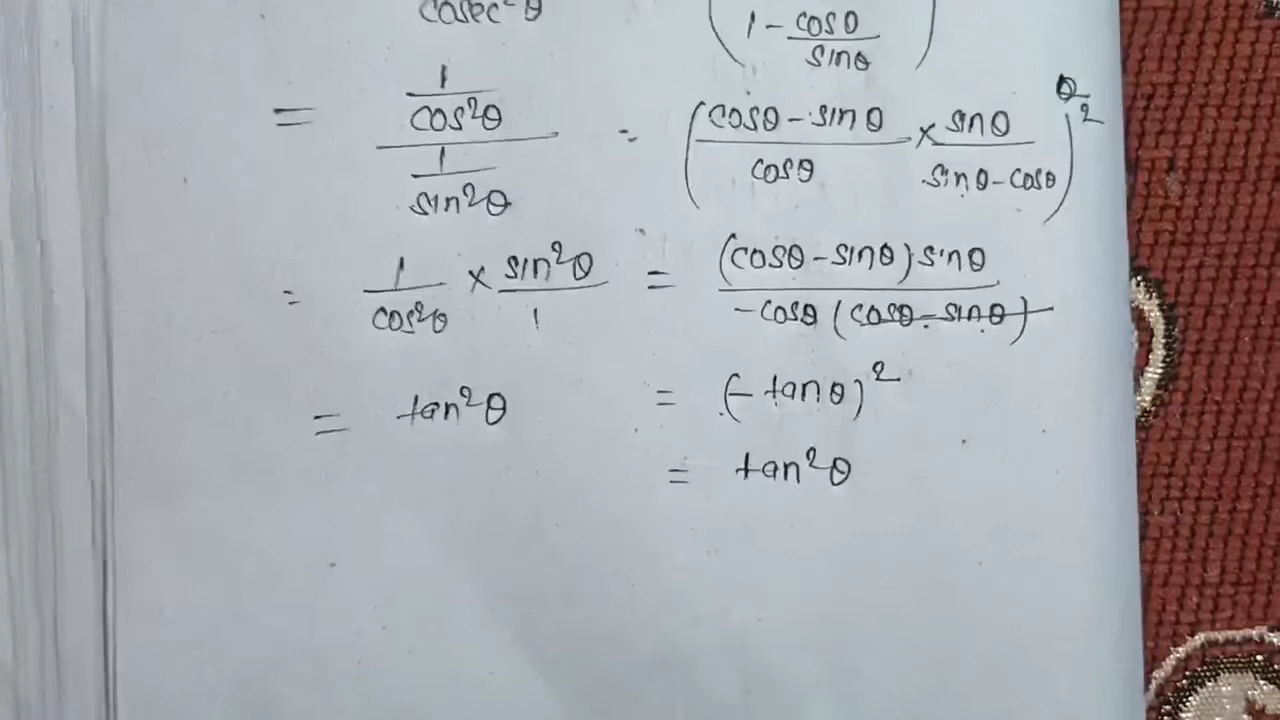 cosec²θ
1 - cosθ/sinθ
= (1/cos²θ)/(1/sin²θ) = ((cosθ - sinθ)/cosθ × sinθ/(sinθ - cosθ))²
= 1/cos²θ × sin²θ/1 = (cosθ - sinθ) sinθ/-cosθ (cosθ - sinθ)
= tan²θ = (- tanθ)²
= tan²θ